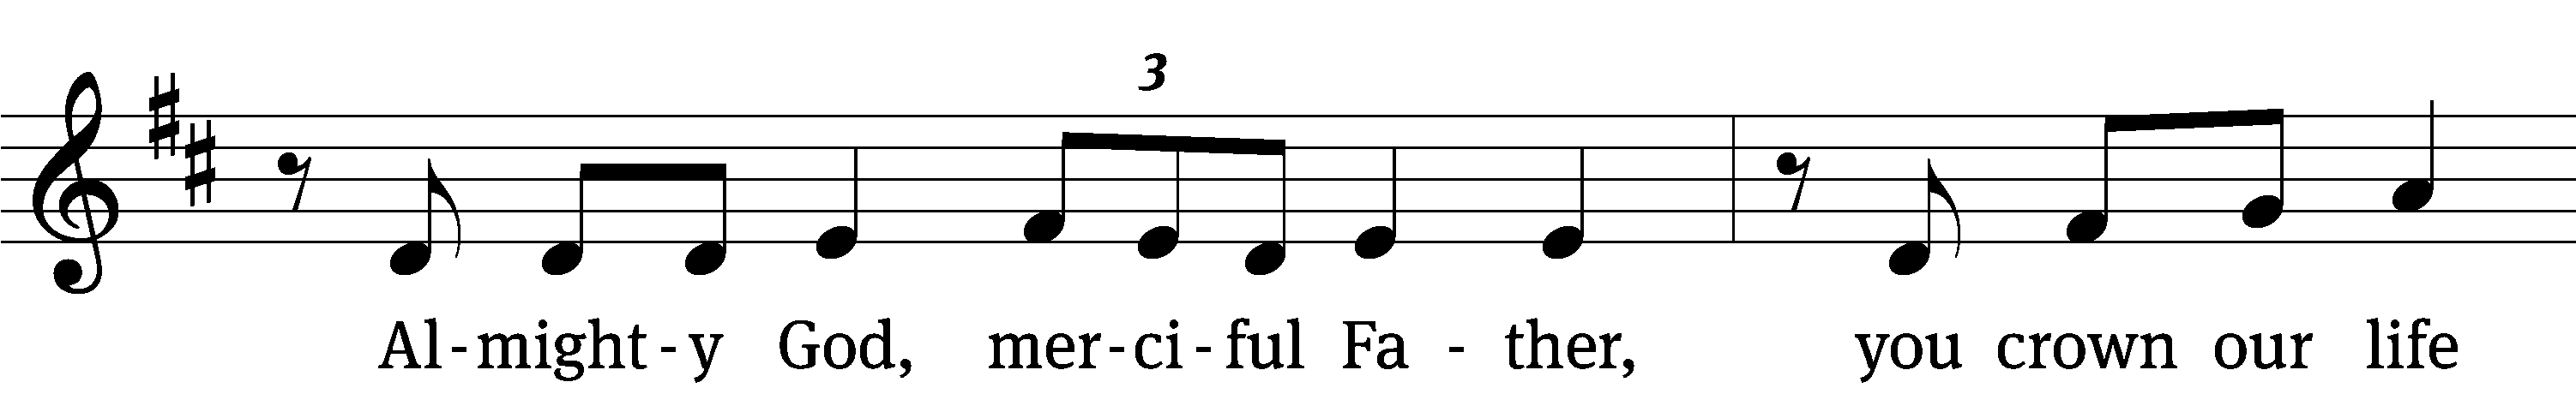 3
Al-might-y God, mer-ci-ful Fa - ther, you crown our life